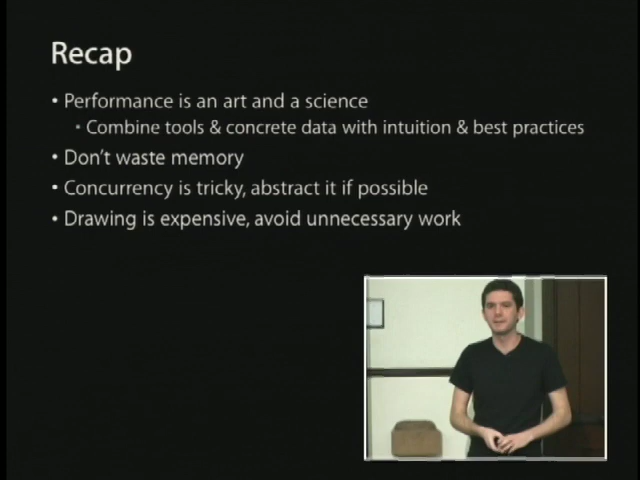 Recap
• Performance is an art and a science
▪ Combine tools & concrete data with intuition & best practices
• Don't waste memory
• Concurrency is tricky, abstract it if possible
• Drawing is expensive, avoid unnecessary work